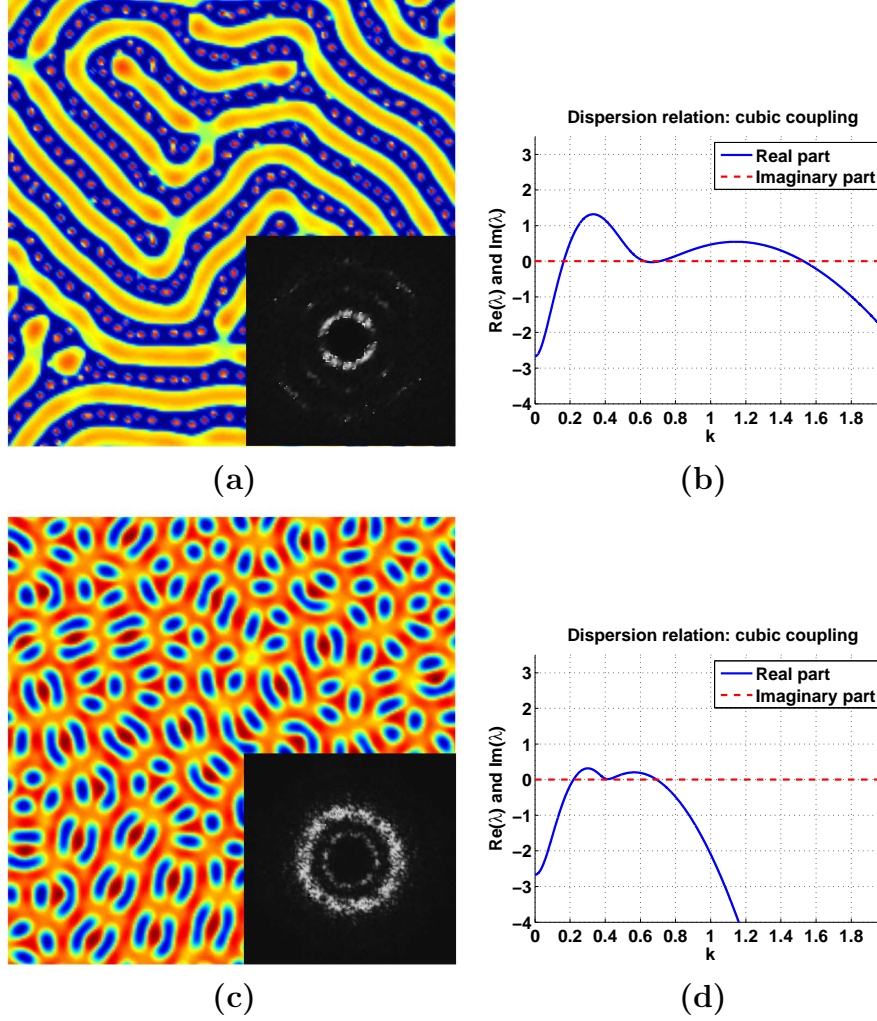 Dispersion relation: cubic coupling
3
2
1
0
−1
−2
−3
−4
Re(λ) and Im(λ)
Real part
Imaginary part
0 0.2 0.4 0.6 0.8 1 1.2 1.4 1.6 1.8
k
(a)
(b)
Dispersion relation: cubic coupling
3
2
1
0
−1
−2
−3
−4
Re(λ) and Im(λ)
Real part
Imaginary part
0 0.2 0.4 0.6 0.8 1 1.2 1.4 1.6 1.8
k
(c)
(d)